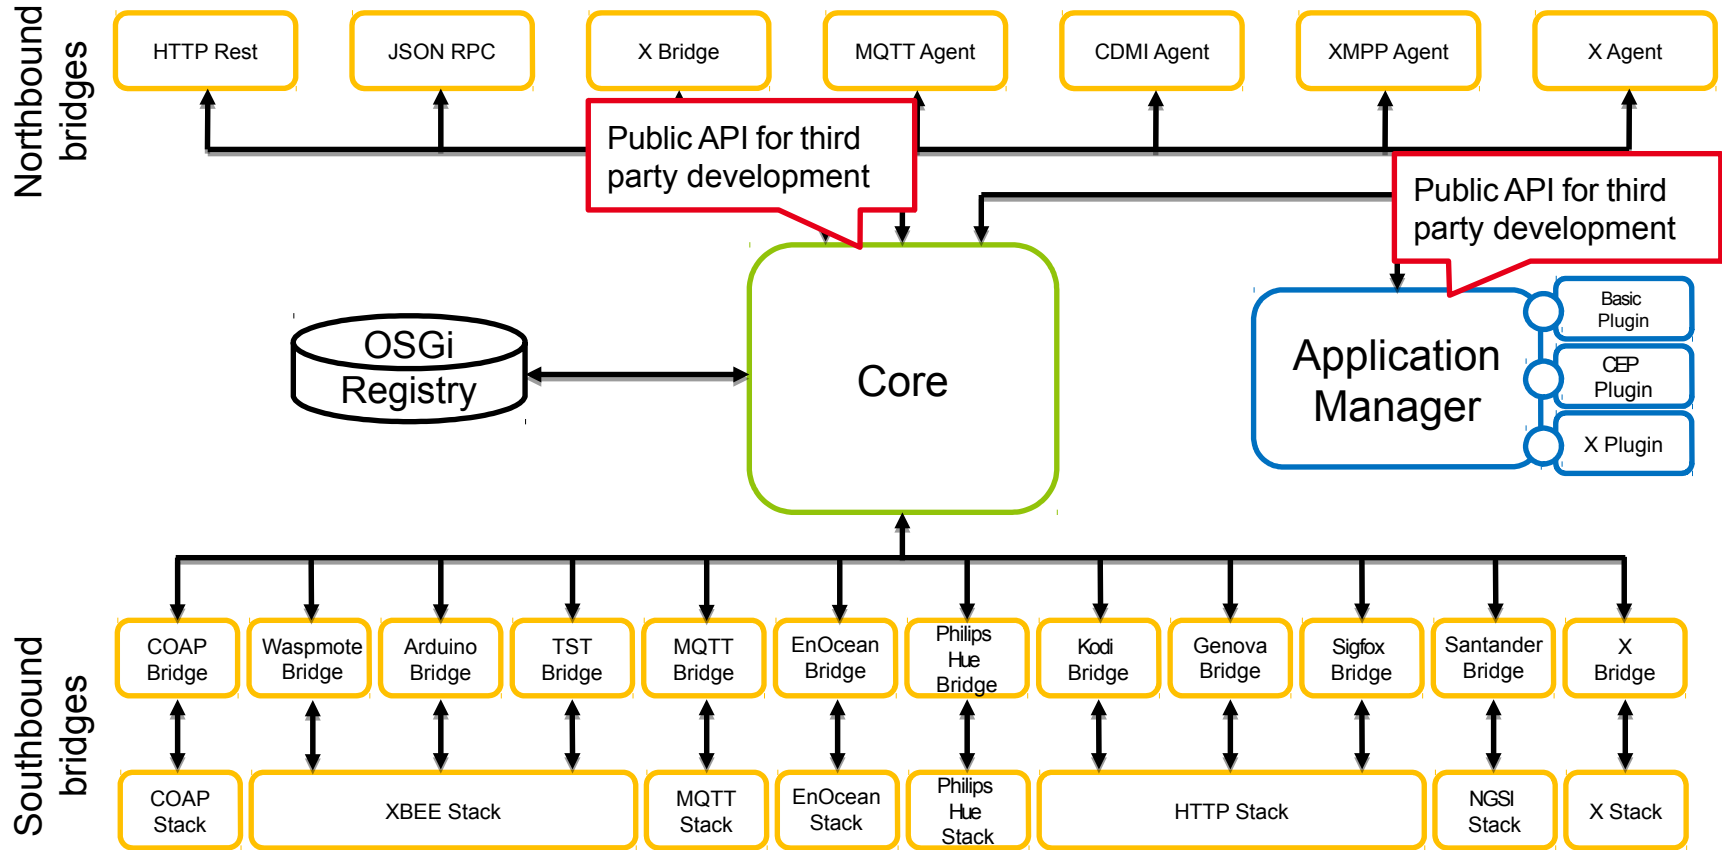 Northbound
bridges
HTTP Rest
JSON RPC
X Bridge
MQTT Agent
CDMI Agent
XMPP Agent
X Agent
Public API for third
party development
Public API for third
party development
OSGi
Registry
Core
Application
Manager
Basic
Plugin
CEP
Plugin
X Plugin
Southbound
bridges
COAP
Bridge
Waspmote
Bridge
Arduino
Bridge
TST
Bridge
MQTT
Bridge
EnOcean
Bridge
Philips
Hue
Bridge
Kodi
Bridge
Genova
Bridge
Sigfox
Bridge
Santander
Bridge
X
Bridge
COAP
Stack
XBEE Stack
MQTT
Stack
EnOcean
Stack
Philips
Hue
Stack
HTTP Stack
NGSI
Stack
X Stack